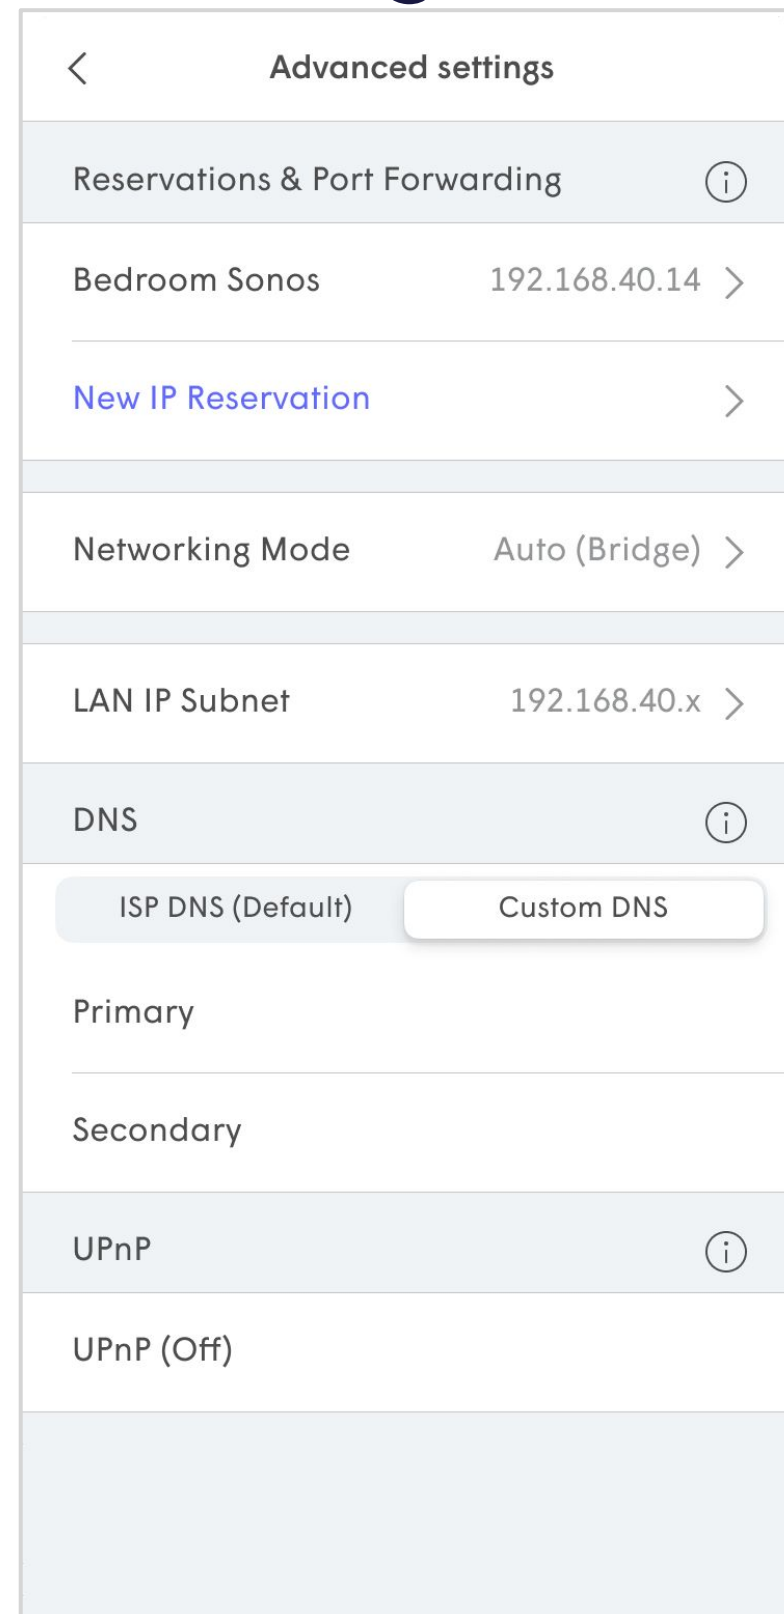 Advanced settings
Reservations & Port Forwarding
Bedroom Sonos 192.168.40.14
New IP Reservation
Networking Mode Auto (Bridge)
LAN IP Subnet 192.168.40.x
DNS
ISP DNS (Default) Custom DNS
Primary
Secondary
UPnP
UPnP (Off)